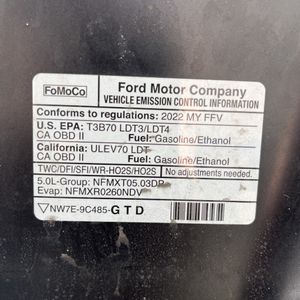 FoMoCo
Ford Motor Company
VEHICLE EMISSION CONTROL INFORMATION
Conforms to regulations: 2022 MY FFV
U.S. EPA: T3B70 LDT3/LDT4
CA OBD II Fuel: Gasoline/Ethanol
California: ULEV70 LDT
CA OBD II Fuel: Gasoline/Ethanol
TWC/DFI/SFI/WR-HO2S/HO2S No adjustments needed.
5.0L-Group: NFMXT05.03DP
Evap: NFMXR0260NDV
NW7E-9C485-GTD